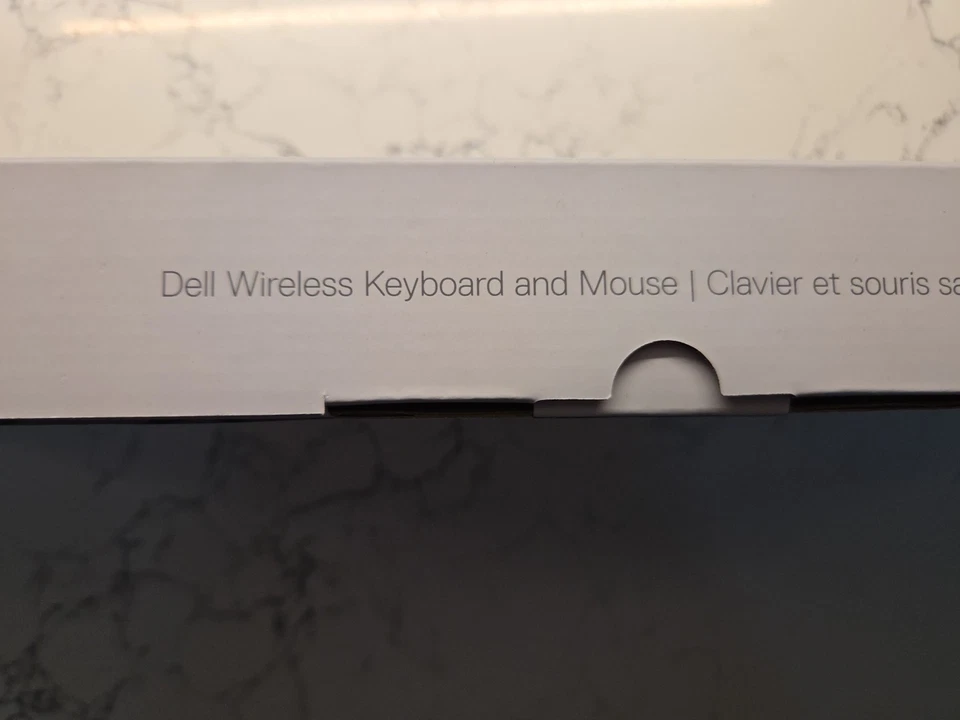 Dell Wireless Keyboard and Mouse | Clavier et souris